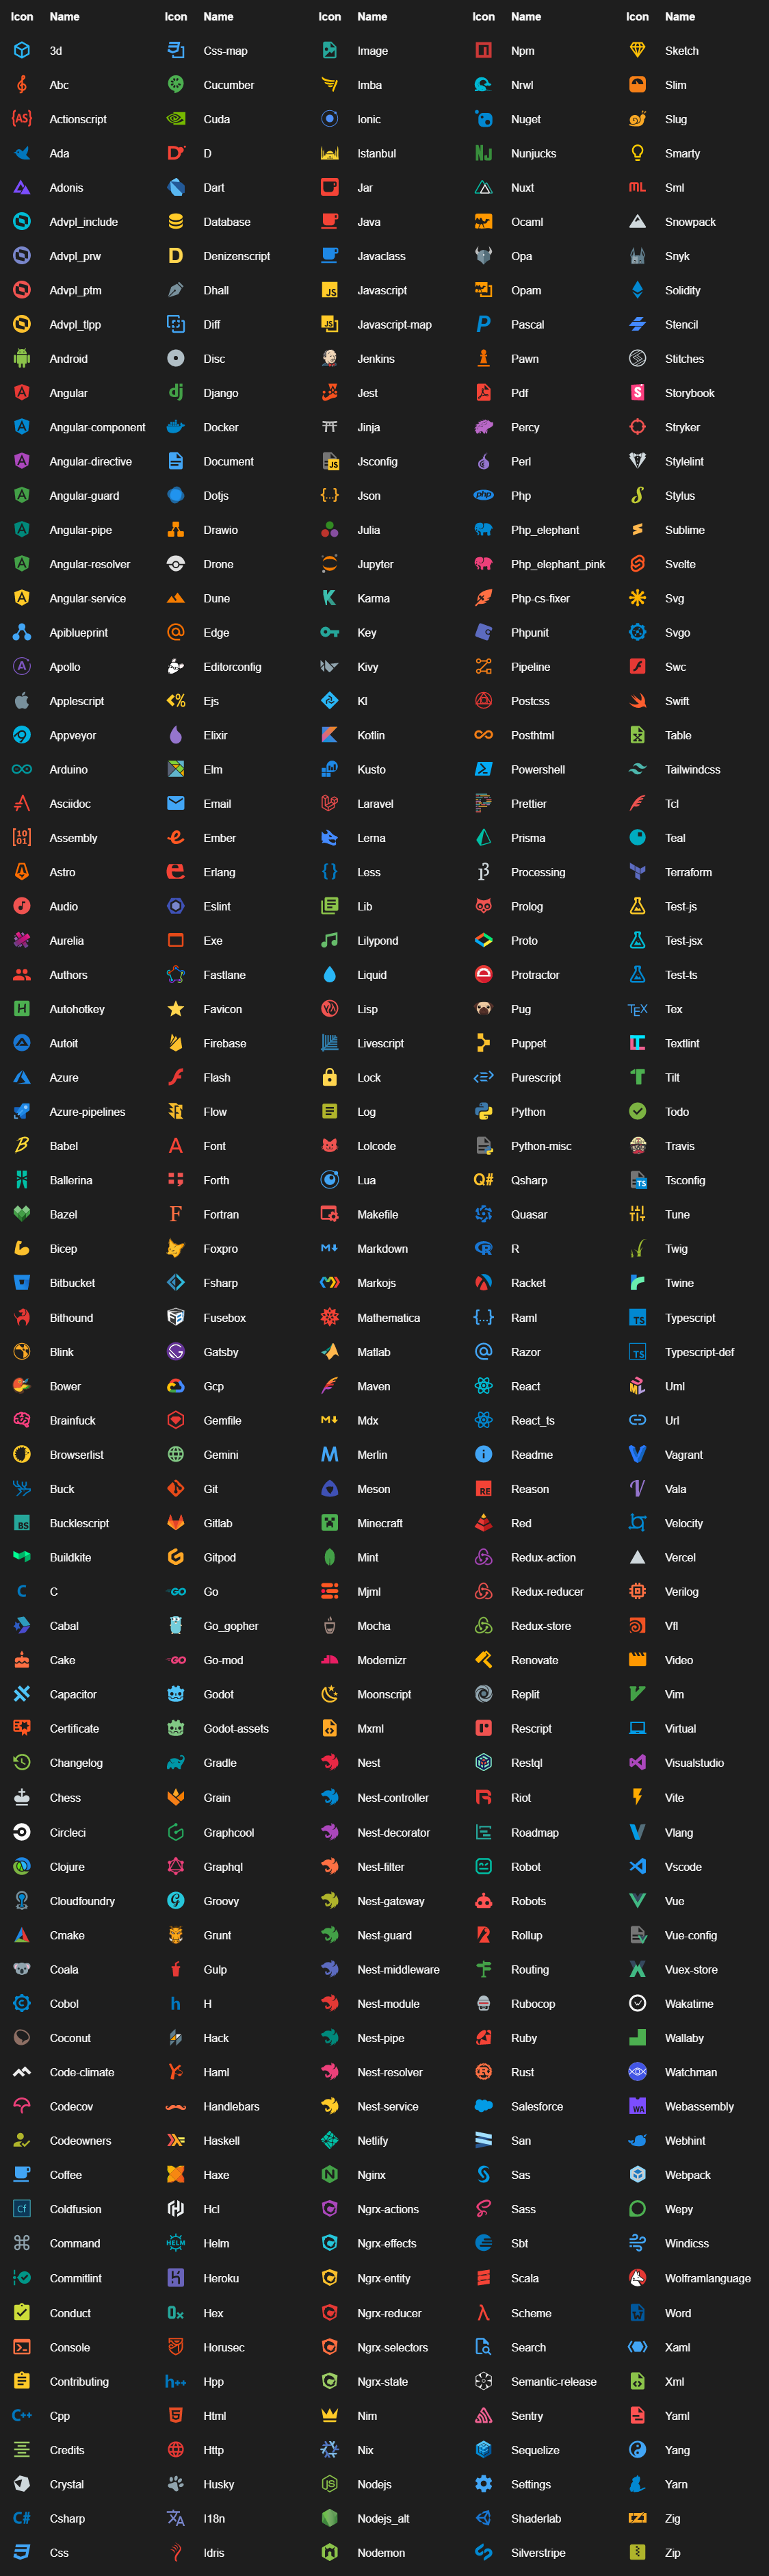 Icon Name Icon Name Icon Name Icon Name Icon Name
3d Css-map Image Npm Sketch
Abc Cucumber Imba Nrwl Slim
Actionscript Cuda Ionic Nuget Slug
Ada D Istanbul Nunjucks Smarty
Adonis Dart Jar Nuxt Sml
Advpl_include Database Java Ocaml Snowpack
Advpl_prw Denizenscript Javaclass Opa Snyk
Advpl_ptm Dhall Javascript Opam Solidity
Advpl_tlpp Diff Javascript-map Pascal Stencil
Android Disc Jenkins Pawn Stitches
Angular Django Jest Pdf Storybook
Angular-component Docker Jinja Percy Stryker
Angular-directive Document Jsconfig Perl Stylelint
Angular-guard Dotjs Json Php Stylus
Angular-pipe Drawio Julia Php_elephant Sublime
Angular-resolver Drone Jupyter Php_elephant_pink Svelte
Angular-service Dune Karma Php-cs-fixer Svg
Apiblueprint Edge Key Phpunit Svgo
Apollo Editorconfig Kivy Pipeline Swc
Applescript Ejs Kl Postcss Swift
Appveyor Elixir Kotlin Posthtml Table
Arduino Elm Kusto Powershell Tailwindcss
Asciidoc Email Laravel Prettier Tcl
Assembly Ember Lerna Prisma Teal
Astro Erlang Less Processing Terraform
Audio Eslint Lib Prolog Test-js
Aurelia Exe Lilypond Proto Test-jsx
Authors Fastlane Liquid Protractor Test-ts
Autohotkey Favicon Lisp Pug Tex
Autoit Firebase Livescript Puppet Textlint
Azure Flash Lock Purescript Tilt
Azure-pipelines Flow Log Python Todo
Babel Font Lolcode Python-misc Travis
Ballerina Forth Lua Qsharp Tsconfig
Bazel Fortran Makefile Quasar Tune
Bicep Foxpro Markdown R Twig
Bitbucket Fsharp Markojs Racket Twine
Bithound Fusebox Mathematica Raml Typescript
Blink Gatsby Matlab Razor Typescript-def
Bower Gcp Maven React Uml
Brainfuck Gemfile Mdx React_ts Url
Browserlist Gemini Merlin Readme Vagrant
Buck Git Meson Reason Vala
Bucklescript Gitlab Minecraft Red Velocity
Buildkite Gitpod Mint Redux-action Vercel
C Go Mjml Redux-reducer Verilog
Cabal Go_gopher Mocha Redux-store Vfl
Cake Go-mod Modernizr Renovate Video
Capacitor Godot Moonscript Replit Vim
Certificate Godot-assets Mxml Rescript Virtual
Changelog Gradle Nest Restql Visualstudio
Chess Grain Nest-controller Riot Vite
Circleci Graphcool Nest-decorator Roadmap Vlang
Clojure Graphql Nest-filter Robot Vscode
Cloudfoundry Groovy Nest-gateway Robots Vue
Cmake Grunt Nest-guard Rollup Vue-config
Coala Gulp Nest-middleware Routing Vuex-store
Cobol H Nest-module Rubocop Wakatime
Coconut Hack Nest-pipe Ruby Wallaby
Code-climate Haml Nest-resolver Rust Watchman
Codecov Handlebars Nest-service Salesforce Webassembly
Codeowners Haskell Netlify San Webhint
Coffee Haxe Nginx Sas Webpack
Coldfusion Hcl Ngrx-actions Sass Wepy
Command Helm Ngrx-effects Sbt Windicss
Commitlint Heroku Ngrx-entity Scala Wolframlanguage
Conduct Hex Ngrx-reducer Scheme Word
Console Horusec Ngrx-selectors Search Xaml
Contributing Hpp Ngrx-state Semantic-release Xml
Cpp Html Nim Sentry Yaml
Credits Http Nix Sequelize Yang
Crystal Husky Nodejs Settings Yarn
Csharp I18n Nodejs_alt Shaderlab Zig
Css Idris Nodemon Silverstripe Zip